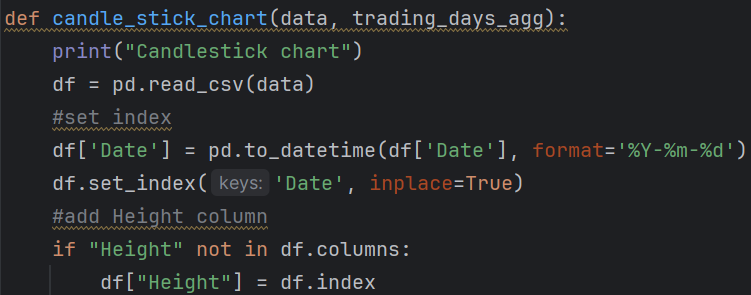 def candle_stick_chart(data, trading_days_agg):
    print("Candlestick chart")
    df = pd.read_csv(data)
    #set index
    df['Date'] = pd.to_datetime(df['Date'], format='%Y-%m-%d')
    df.set_index( keys: 'Date', inplace=True)
    #add Height column
    if "Height" not in df.columns:
        df["Height"] = df.index